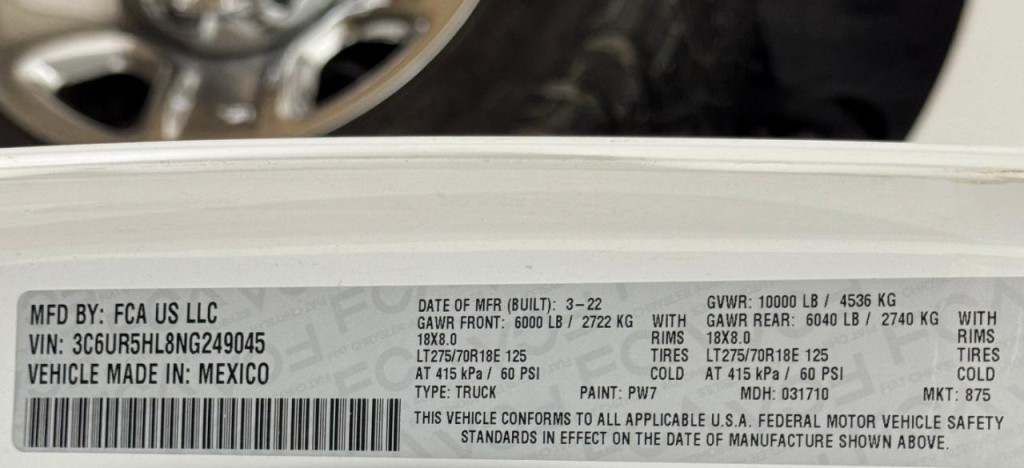 MFD BY: FCA US LLC
VIN: 3C6UR5HL8NG249045
VEHICLE MADE IN: MEXICO
DATE OF MFR (BUILT): 3-22 GVWR: 10000 LB / 4536 KG
GAWR FRONT: 6000 LB / 2722 KG WITH GAWR REAR: 6040 LB / 2740 KG WITH
18X8.0 RIMS 18X8.0 RIMS
LT275/70R18E 125 TIRES LT275/70R18E 125 TIRES
AT 415 kPa / 60 PSI COLD AT 415 kPa / 60 PSI COLD
TYPE: TRUCK PAINT: PW7 MDH: 031710 MKT: 875
THIS VEHICLE CONFORMS TO ALL APPLICABLE U.S.A. FEDERAL MOTOR VEHICLE SAFETY
STANDARDS IN EFFECT ON THE DATE OF MANUFACTURE SHOWN ABOVE.